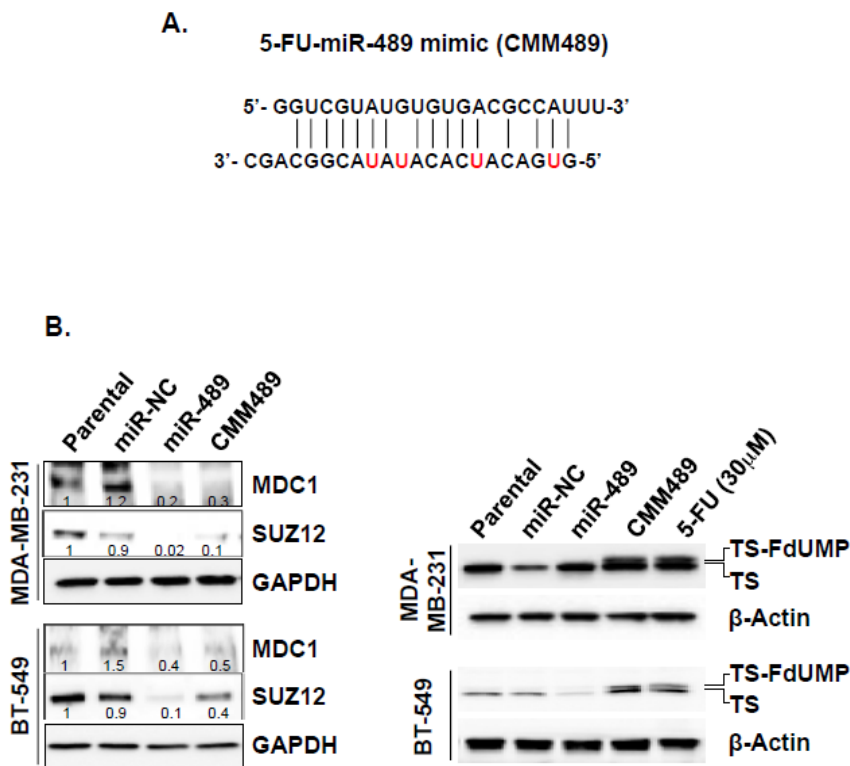 A.
5-FU-miR-489 mimic (CMM489)
5'- GGUCGUAUGUGUGACGCCAUUU-3'
3'- CGACGGCAUAUACACUACAGUG-5'
B.
Parental miR-NC miR-489 CMM489
MDA-MB-231
1 1.2 0.2 0.3 MDC1
1 0.9 0.02 0.1 SUZ12
GAPDH
BT-549
1 1.5 0.4 0.5 MDC1
1 0.9 0.1 0.4 SUZ12
GAPDH
Parental miR-NC miR-489 CMM489 5-FU (30μM)
MDA-
MB-231
TS-FdUMP
TS
β-Actin
BT-549
TS-FdUMP
TS
β-Actin